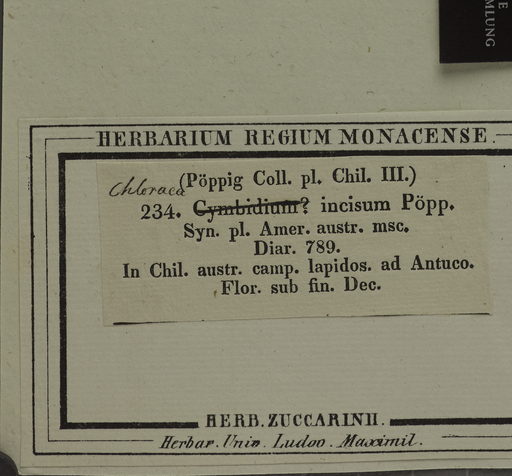 E
MLUNG
HERBARIUM REGIUM MONACENSE.
(Pöppig Coll. pl. Chil. III.)
Chloraea
234. Cymbidium? incisum Pöpp.
Syn. pl. Amer. austr. msc.
Diar. 789.
In Chil. austr. camp. lapidos. ad Antuco.
Flor. sub fin. Dec.
HERB. ZUCCARINII.
Herbar. Univ. Ludov. Maximil.